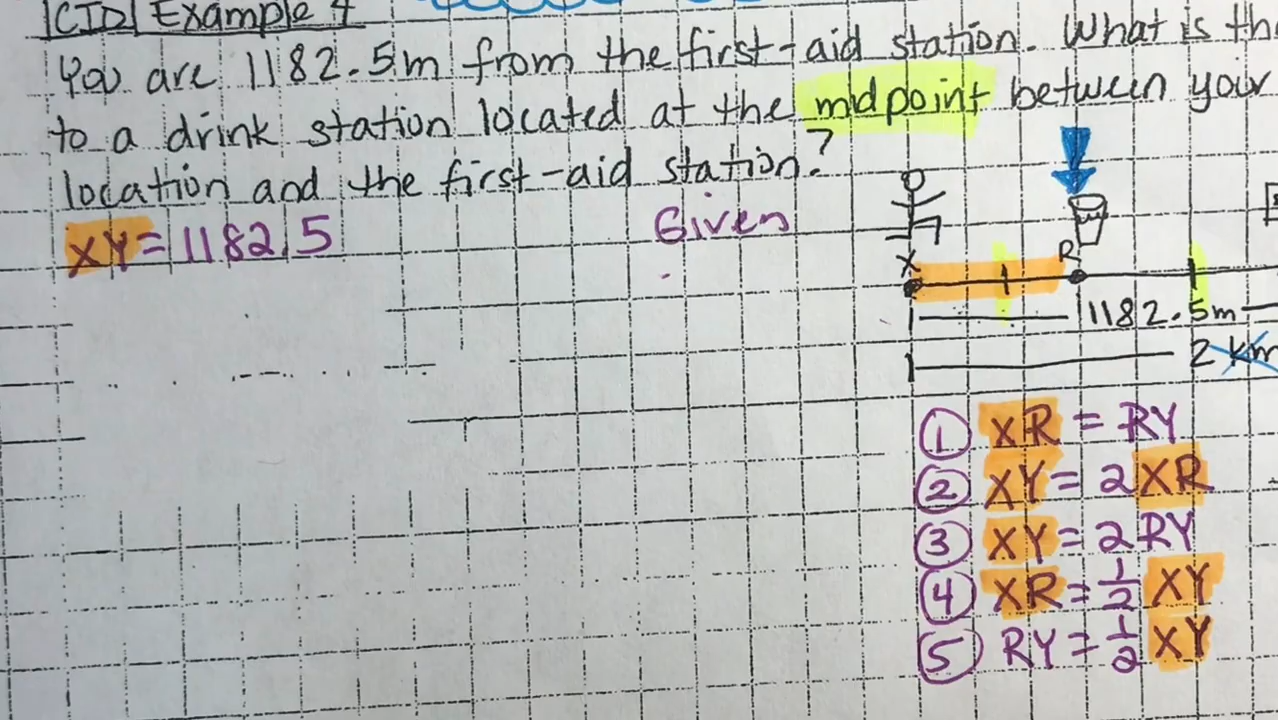 CID Example 4
You are 1182.5m from the first-aid station. What is the
to a drink station located at the midpoint between your
location and the first-aid station?
XY = 1182.5
Given
X
R
1182.5m
2 km
① XR = RY
② XY = 2XR
③ XY = 2RY
④ XR = 1/2 XY
⑤ RY = 1/2 XY